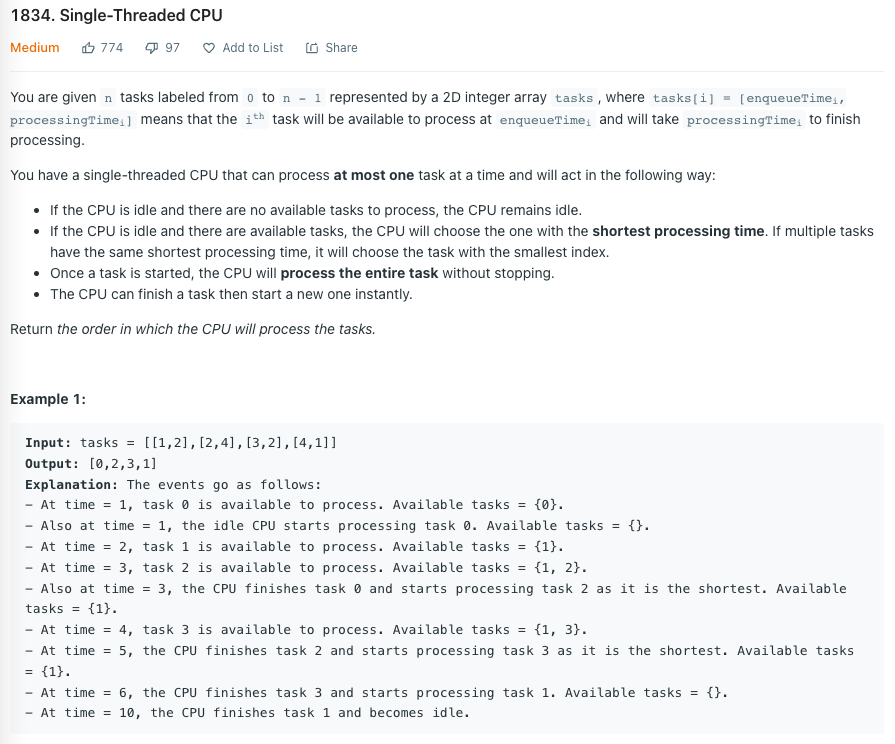 1834. Single-Threaded CPU
Medium 774 97 Add to List Share
You are given n tasks labeled from 0 to n - 1 represented by a 2D integer array tasks , where tasks[i] = [enqueueTimeᵢ,
processingTimeᵢ] means that the iᵗʰ task will be available to process at enqueueTimeᵢ and will take processingTimeᵢ to finish
processing.
You have a single-threaded CPU that can process at most one task at a time and will act in the following way:
• If the CPU is idle and there are no available tasks to process, the CPU remains idle.
• If the CPU is idle and there are available tasks, the CPU will choose the one with the shortest processing time. If multiple tasks
have the same shortest processing time, it will choose the task with the smallest index.
• Once a task is started, the CPU will process the entire task without stopping.
• The CPU can finish a task then start a new one instantly.
Return the order in which the CPU will process the tasks.
Example 1:
Input: tasks = [[1,2],[2,4],[3,2],[4,1]]
Output: [0,2,3,1]
Explanation: The events go as follows:
- At time = 1, task 0 is available to process. Available tasks = {0}.
- Also at time = 1, the idle CPU starts processing task 0. Available tasks = {}.
- At time = 2, task 1 is available to process. Available tasks = {1}.
- At time = 3, task 2 is available to process. Available tasks = {1, 2}.
- Also at time = 3, the CPU finishes task 0 and starts processing task 2 as it is the shortest. Available
tasks = {1}.
- At time = 4, task 3 is available to process. Available tasks = {1, 3}.
- At time = 5, the CPU finishes task 2 and starts processing task 3 as it is the shortest. Available tasks
= {1}.
- At time = 6, the CPU finishes task 3 and starts processing task 1. Available tasks = {}.
- At time = 10, the CPU finishes task 1 and becomes idle.